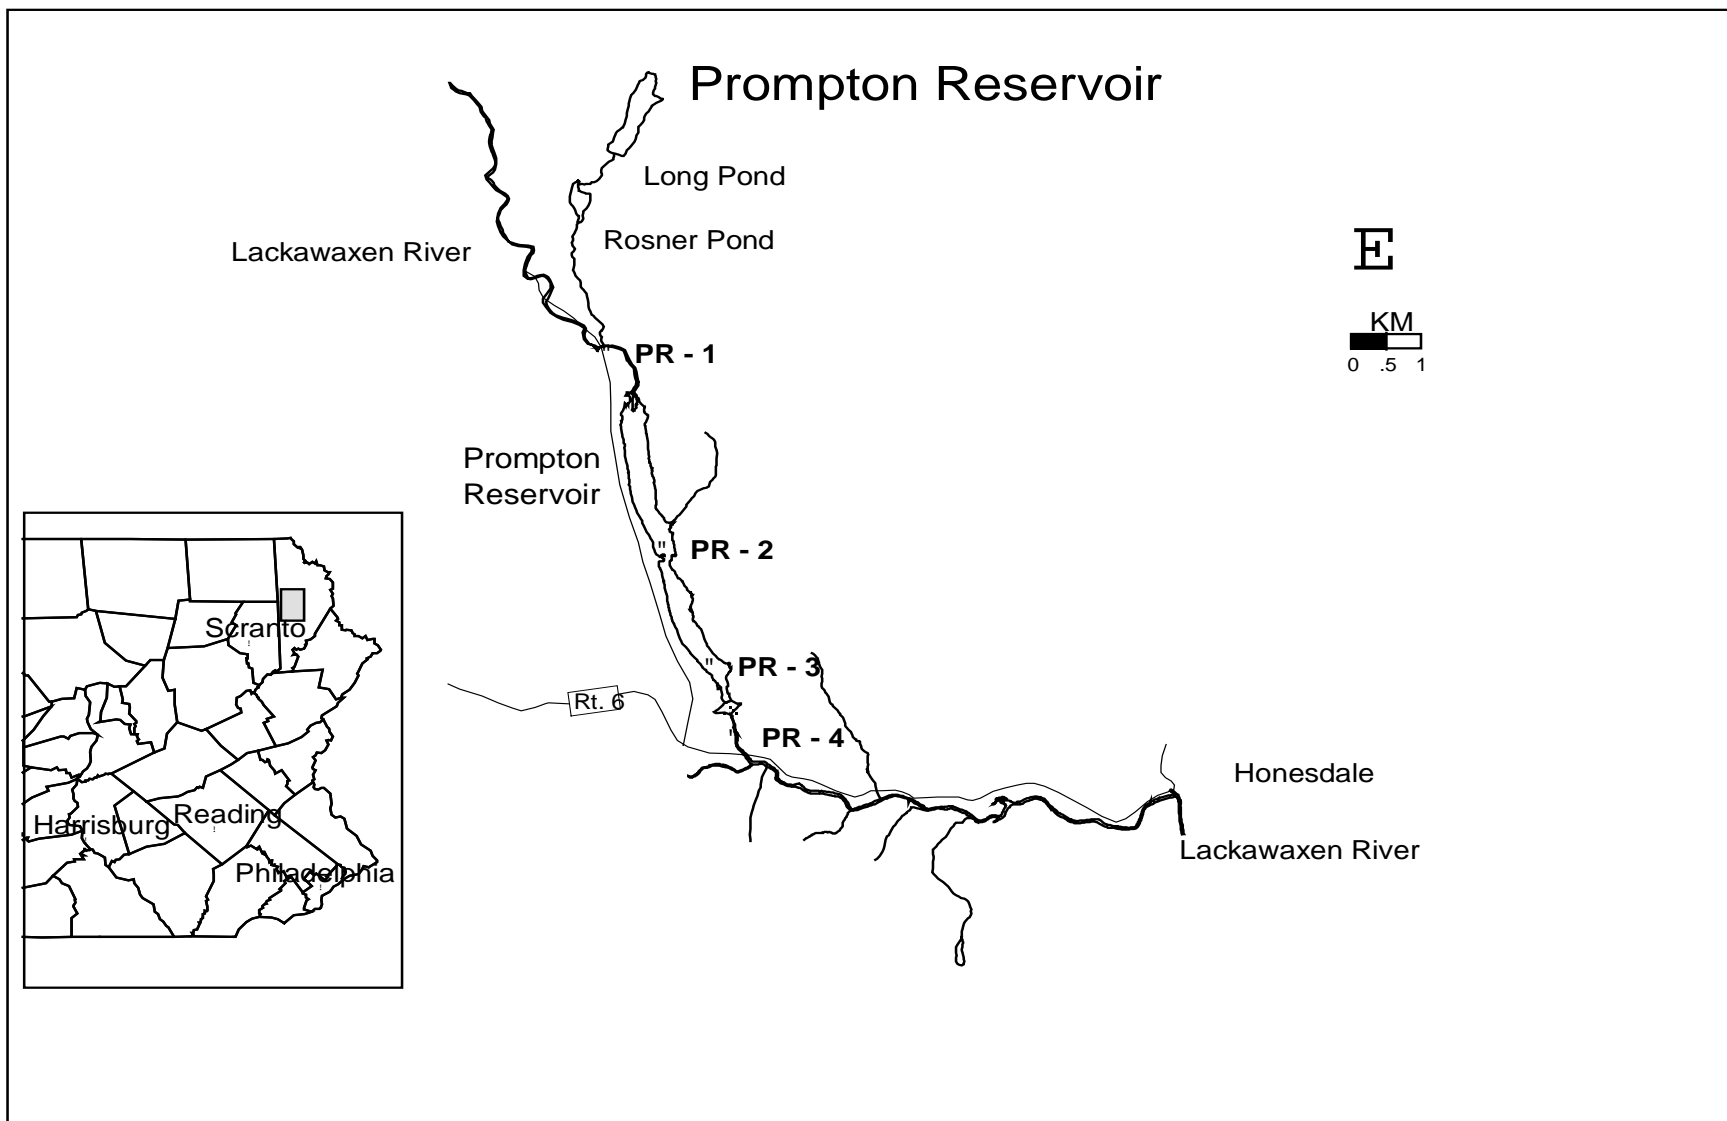 Prompton Reservoir
Long Pond
Rosner Pond
Lackawaxen River
E
KM
0 .5 1
PR - 1
Prompton
Reservoir
PR - 2
Scranto
PR - 3
Rt. 6
PR - 4
Honesdale
Reading
Harrisburg
Lackawaxen River
Philadelphia